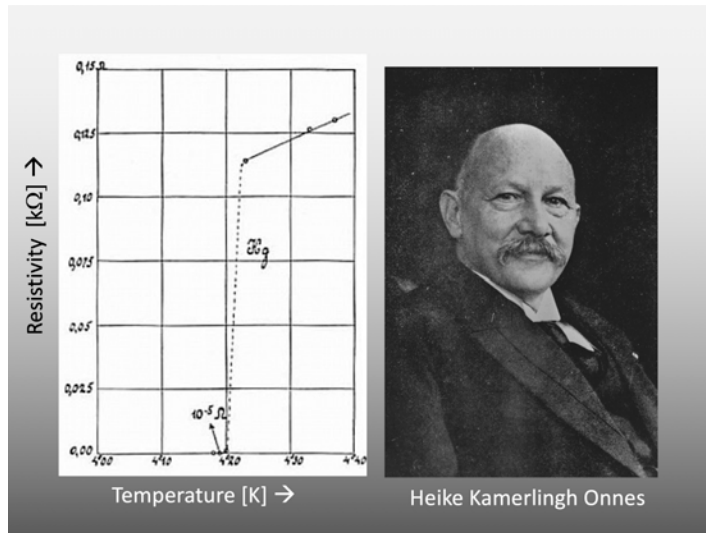 Resistivity [kΩ] →
0,15 Ω
0,125
0,10
0,075
0,05
0,025
0,00
Hg
10⁻⁵ Ω
4°00 4°10 4°20 4°30 4°40
Temperature [K] →
Heike Kamerlingh Onnes